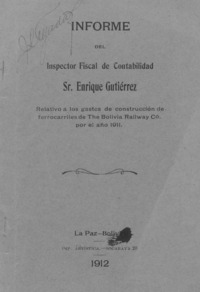 INFORME
DEL
Inspector Fiscal de Contabilidad
Sr. Enrique Gutiérrez
Relativo a los gastos de construcción de
ferrocarriles de The Bolivia Railway Co.
por el año 1911.
La Paz-Bolivia
1912